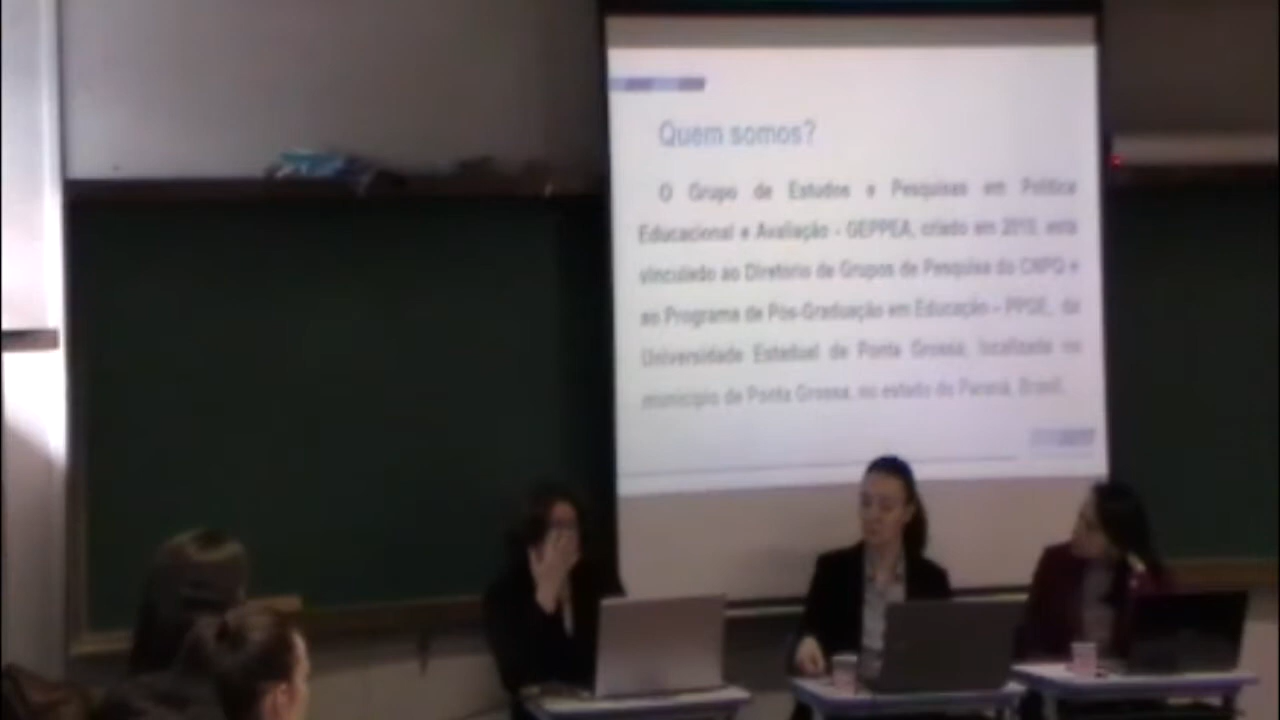 Quem somos?
O Grupo de Estudos e Pesquisas em Política
Educacional e Avaliação - GEPPEA, criado em está
vinculado ao Diretório de Grupos de Pesquisa do CNPQ e
ao Programa de Pós-Graduação em Educação - PPGE, da
Universidade Estadual de Ponta Grossa, localizada no
município de Ponta Grossa, no estado do Paraná, Brasil.